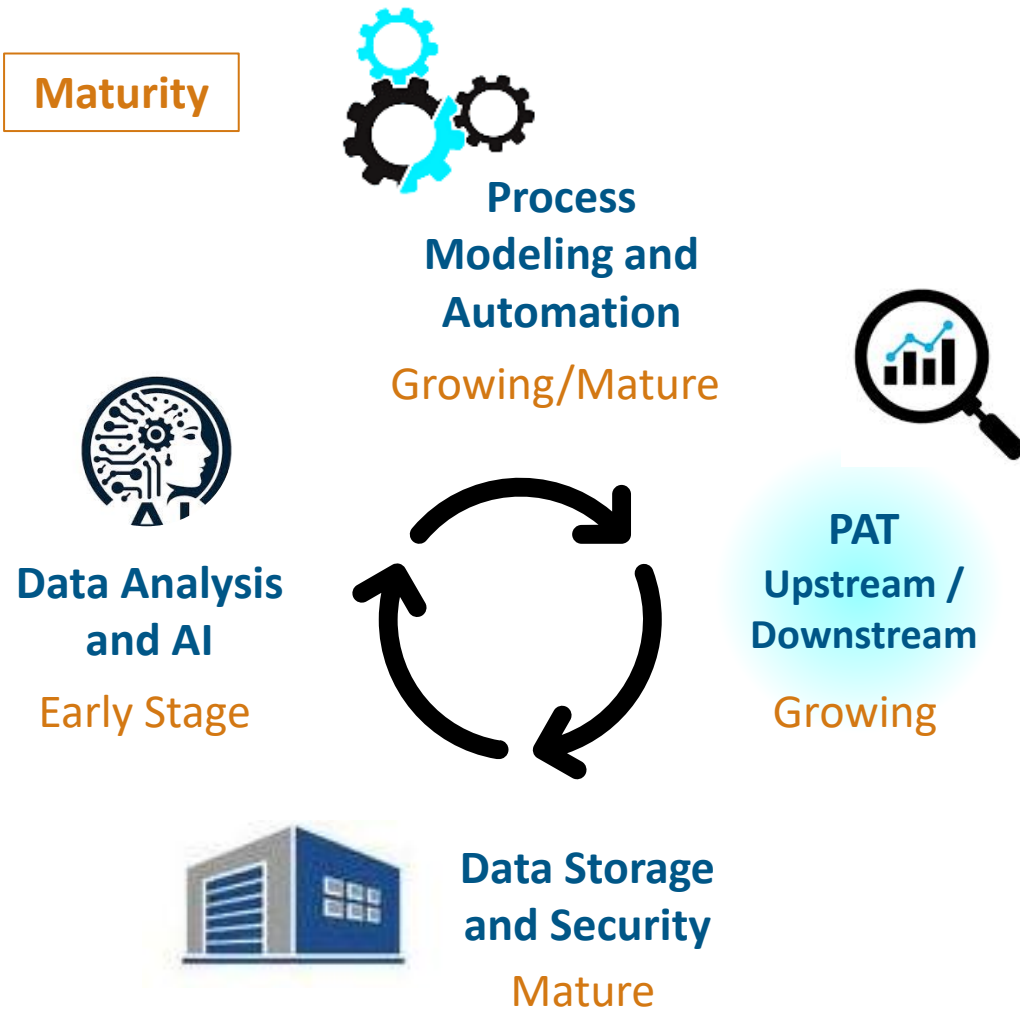 Maturity
Process
Modeling and
Automation
Growing/Mature
PAT
Upstream /
Downstream
Growing
Data Analysis
and AI
Early Stage
Data Storage
and Security
Mature